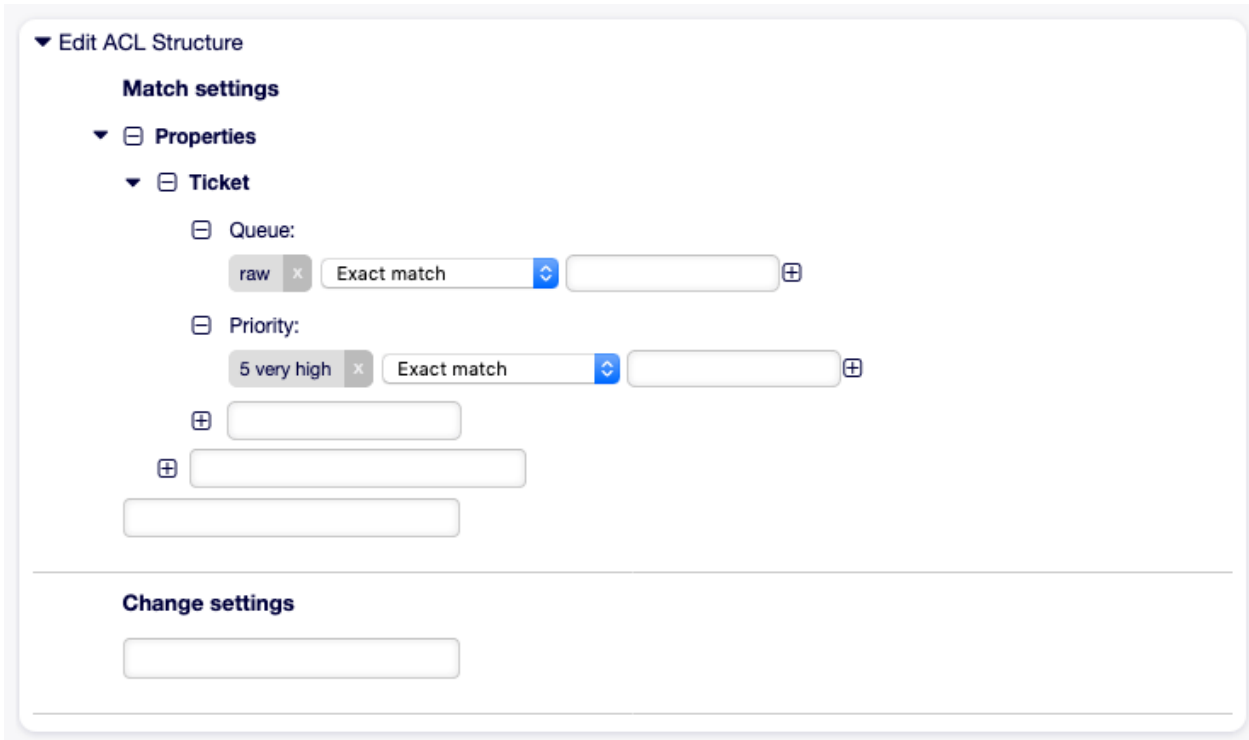 Edit ACL Structure
Match settings
Properties
Ticket
Queue:
raw x Exact match
Priority:
5 very high x Exact match
Change settings